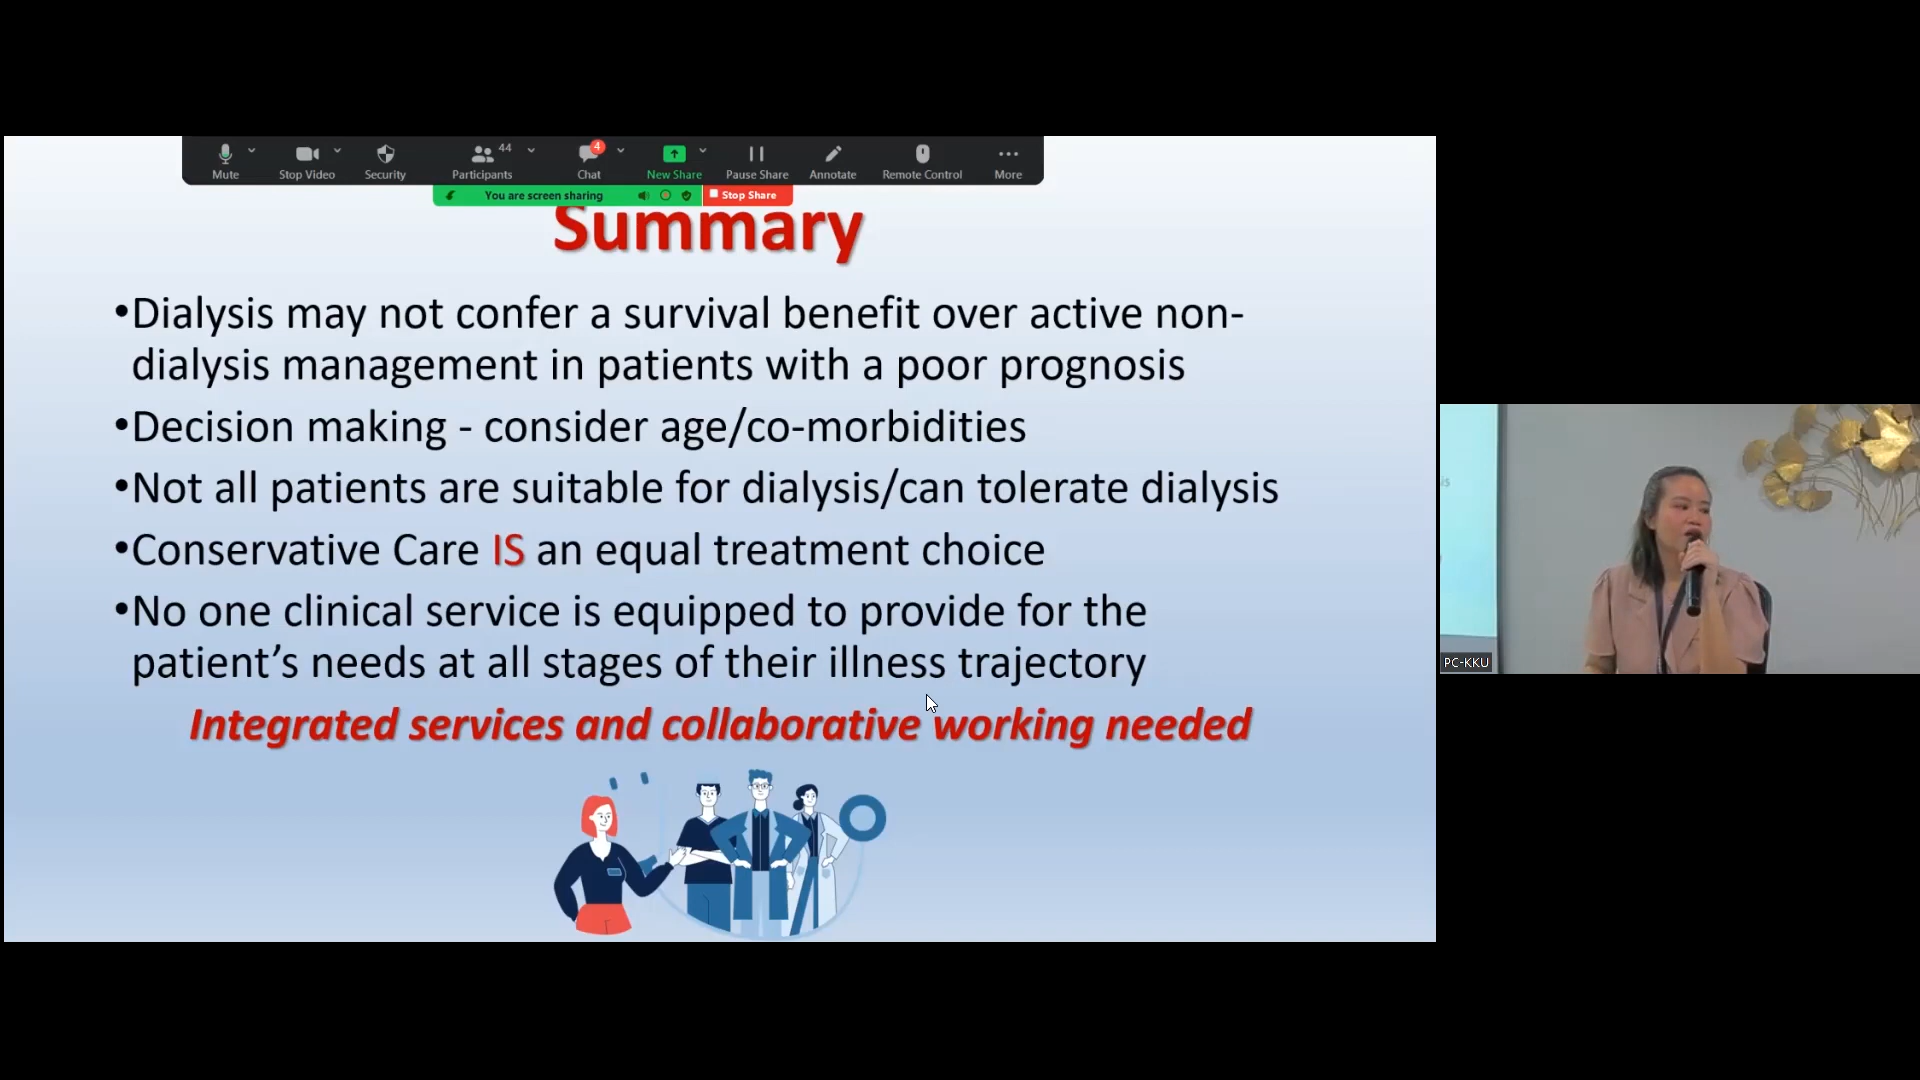 44
4
Mute
Stop Video
Security
Participants
Chat
New Share
Pause Share
Annotate
Remote Control
More
You are screen sharing
Stop Share
Summary
•Dialysis may not confer a survival benefit over active non-
dialysis management in patients with a poor prognosis
•Decision making - consider age/co-morbidities
•Not all patients are suitable for dialysis/can tolerate dialysis
•Conservative Care IS an equal treatment choice
•No one clinical service is equipped to provide for the
patient’s needs at all stages of their illness trajectory
Integrated services and collaborative working needed
PC-KKU